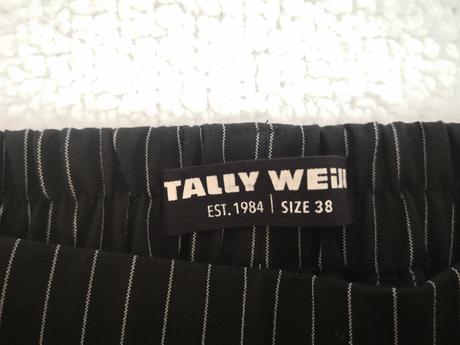 TALLY WEiJL
EST. 1984 | SIZE 38